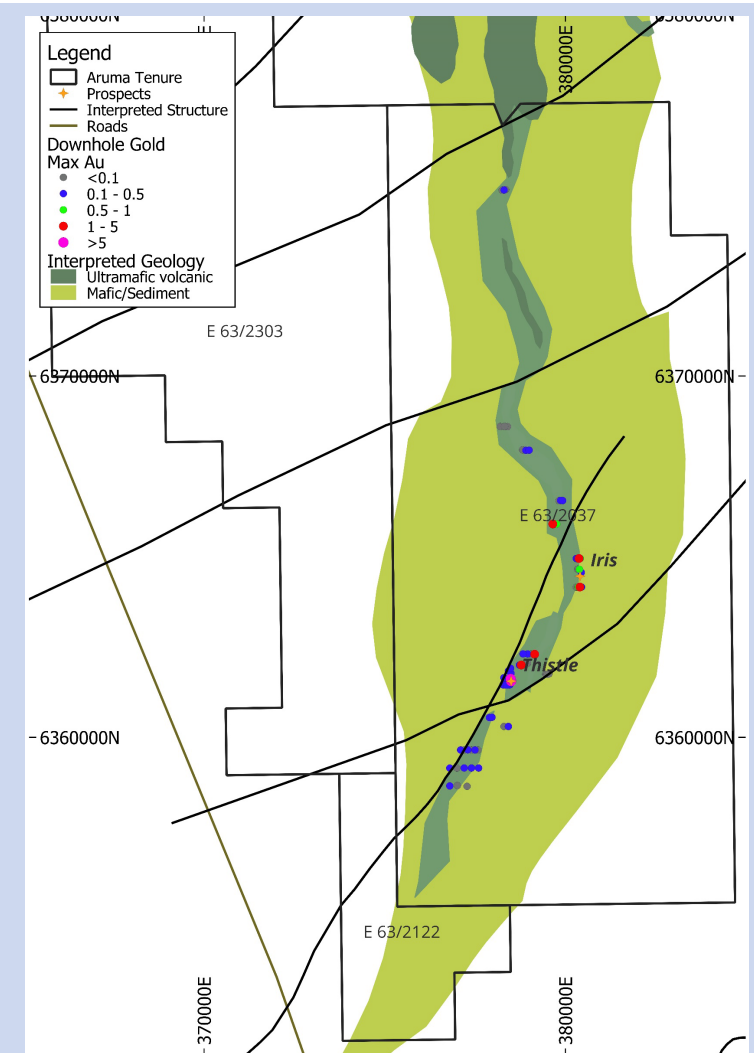 6380000N
380000E
6380000N
Legend
Aruma Tenure
Prospects
Interpreted Structure
Roads
Downhole Gold
Max Au
<0.1
0.1 - 0.5
0.5 - 1
1 - 5
>5
Interpreted Geology
Ultramafic volcanic
Mafic/Sediment
E 63/2303
6370000N
6370000N
E 63/2037
Iris
Thistle
6360000N
6360000N
E 63/2122
370000E
380000E